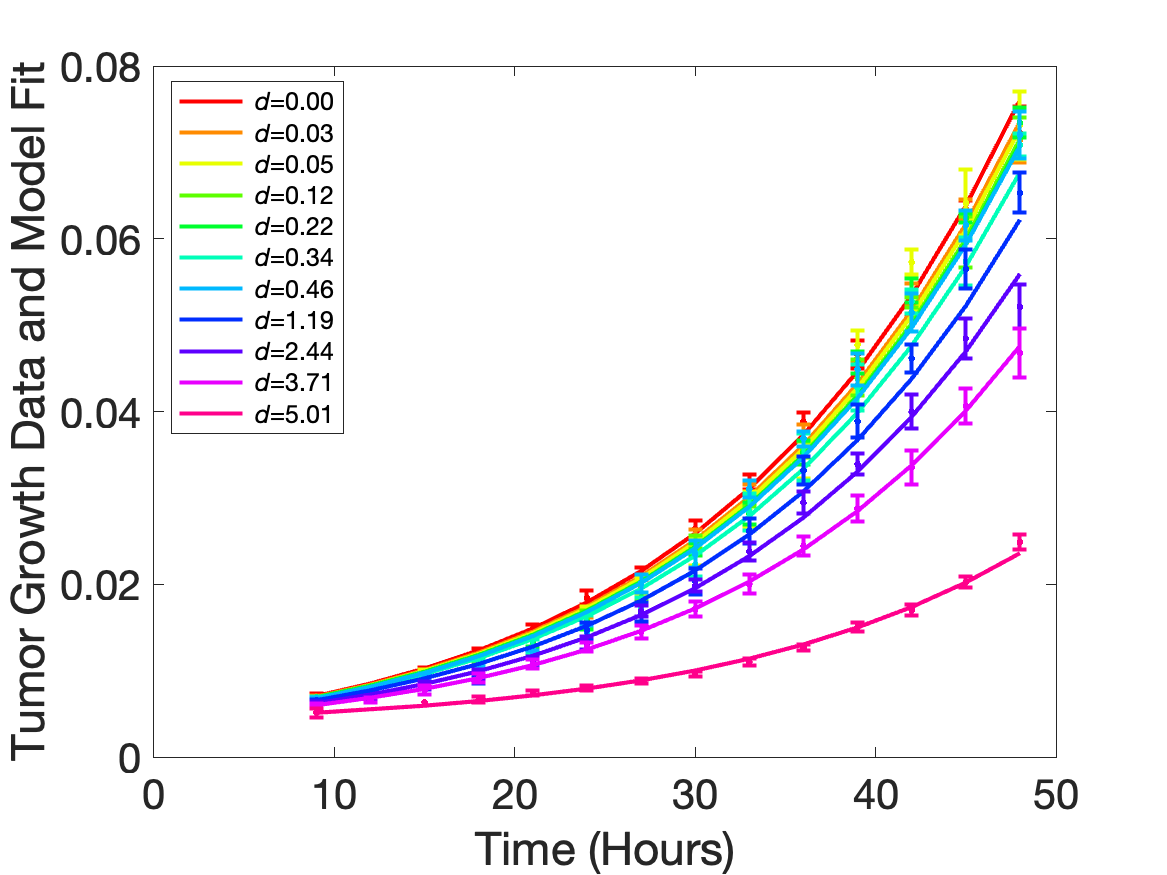 Tumor Growth Data and Model Fit
0.08
0.06
0.04
0.02
0
d=0.00
d=0.03
d=0.05
d=0.12
d=0.22
d=0.34
d=0.46
d=1.19
d=2.44
d=3.71
d=5.01
0 10 20 30 40 50
Time (Hours)